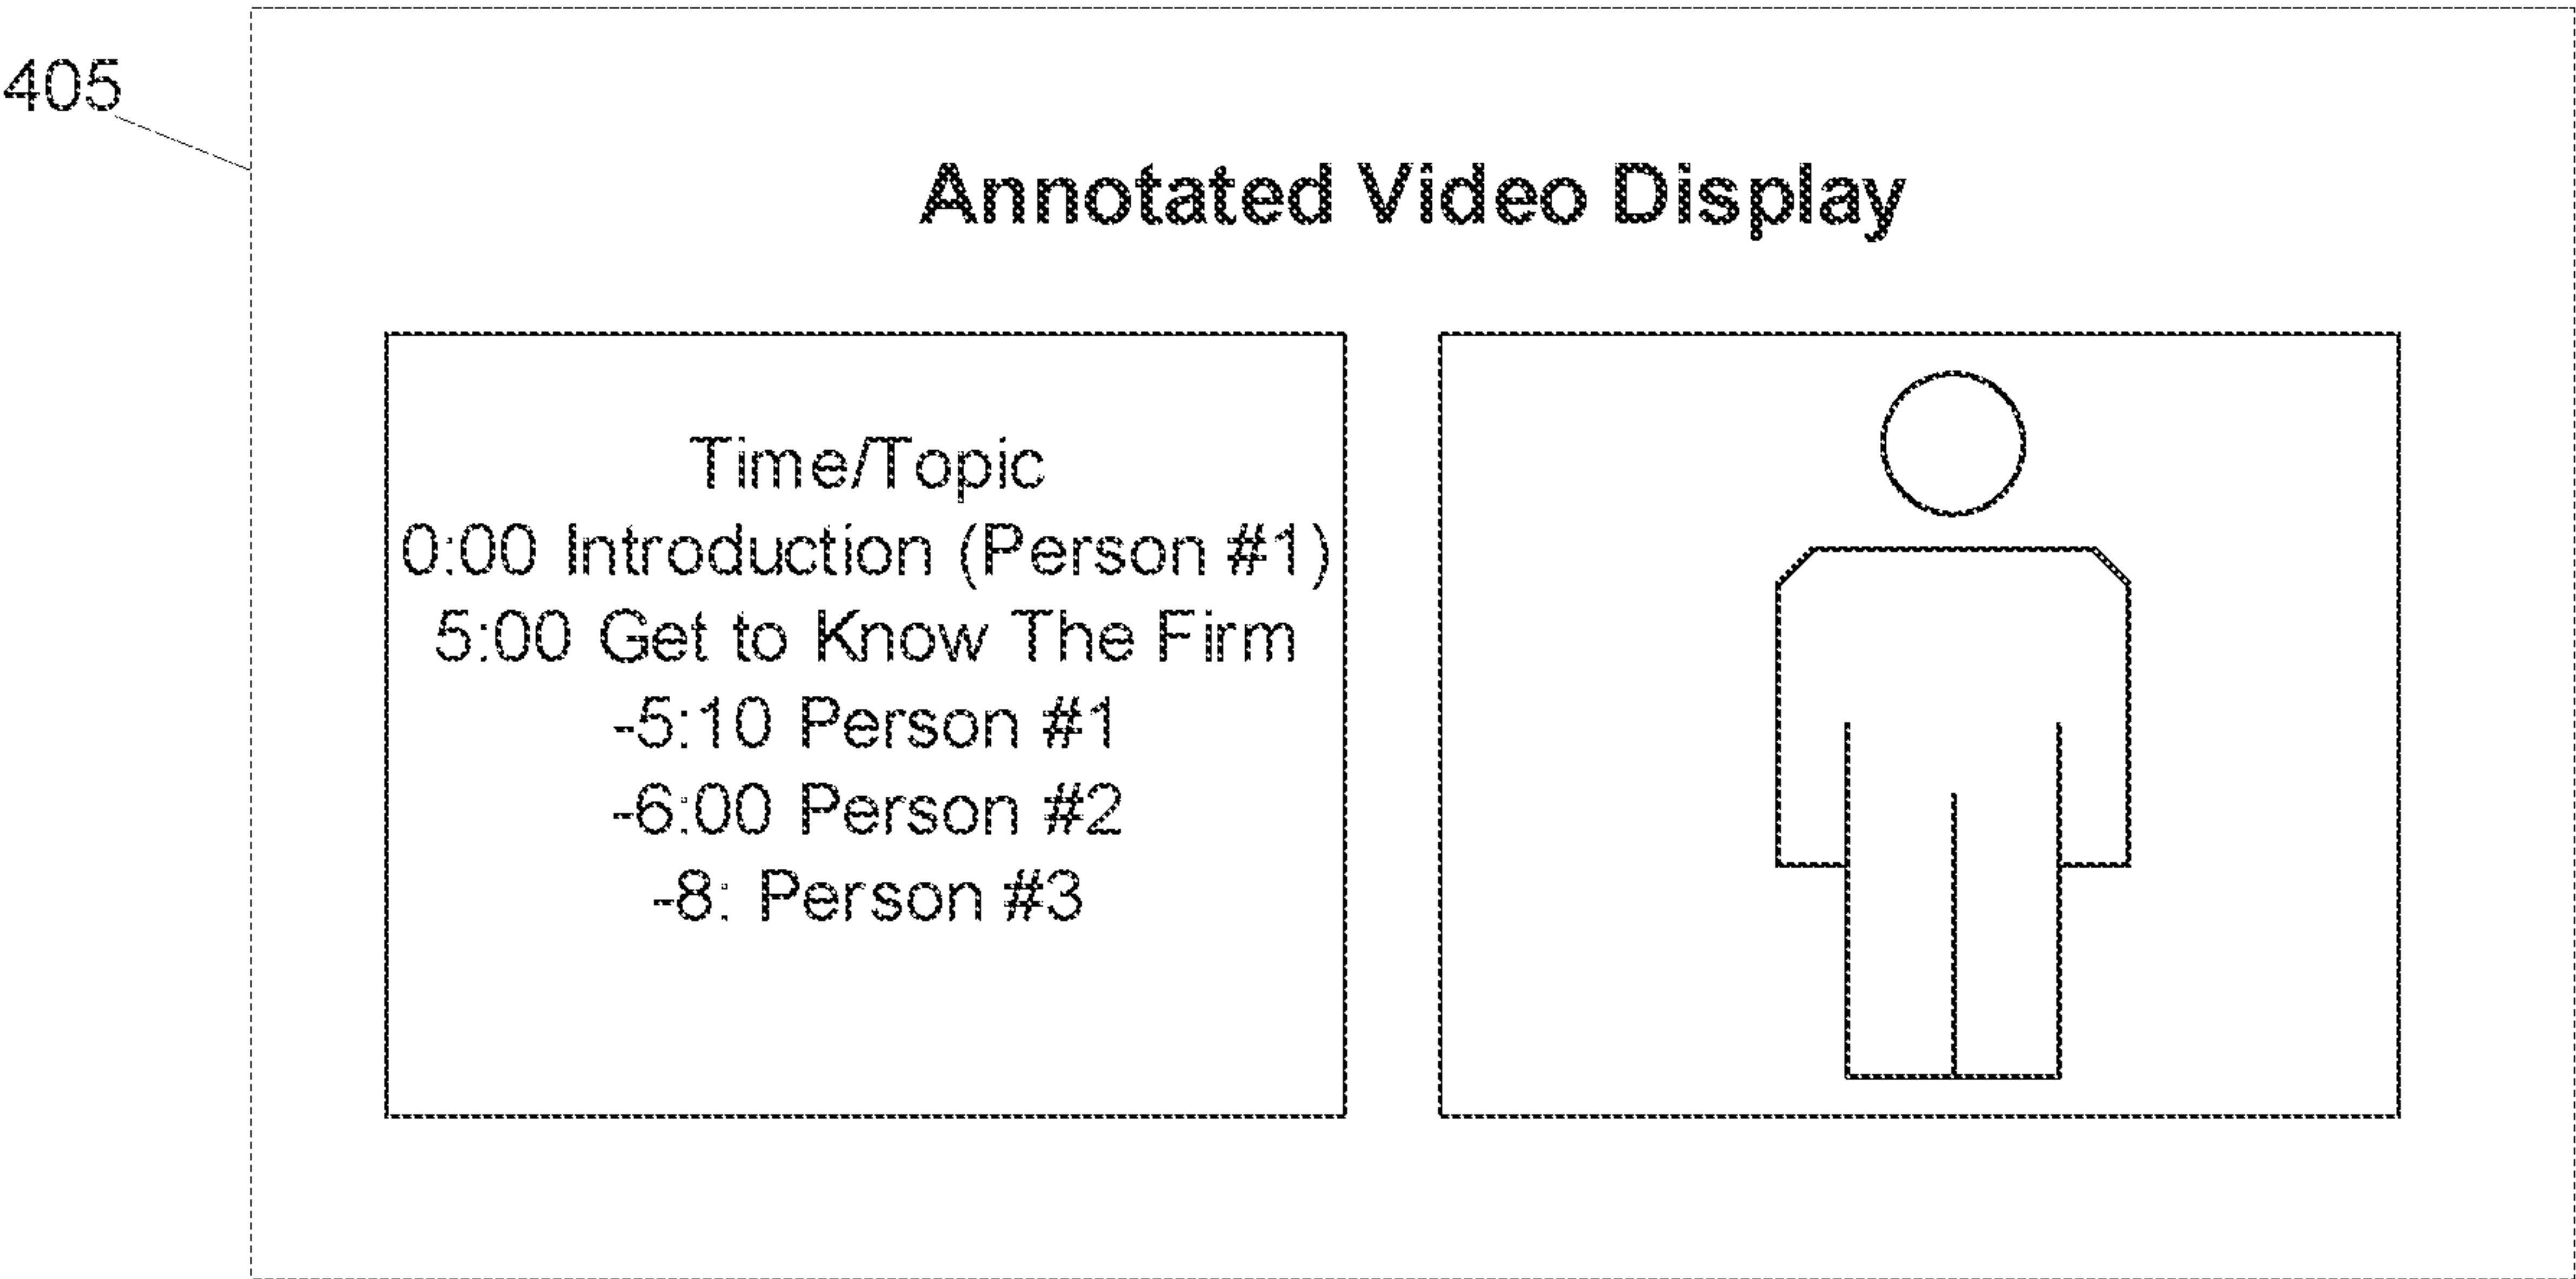 405
Annotated Video Display
Time/Topic
0:00 Introduction (Person #1)
5:00 Get to Know The Firm
-5:10 Person #1
-6:00 Person #2
-8: Person #3